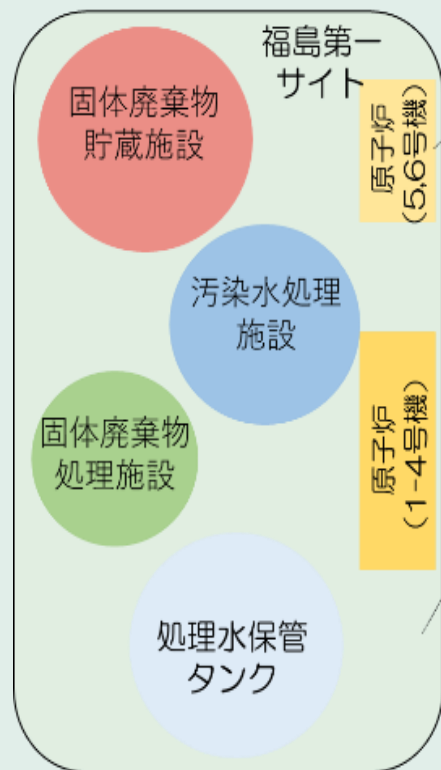 福島第一
サイト
固体廃棄物
貯蔵施設
原子炉
(5,6号機)
汚染水処理
施設
固体廃棄物
処理施設
原子炉
(1-4号機)
処理水保管
タンク